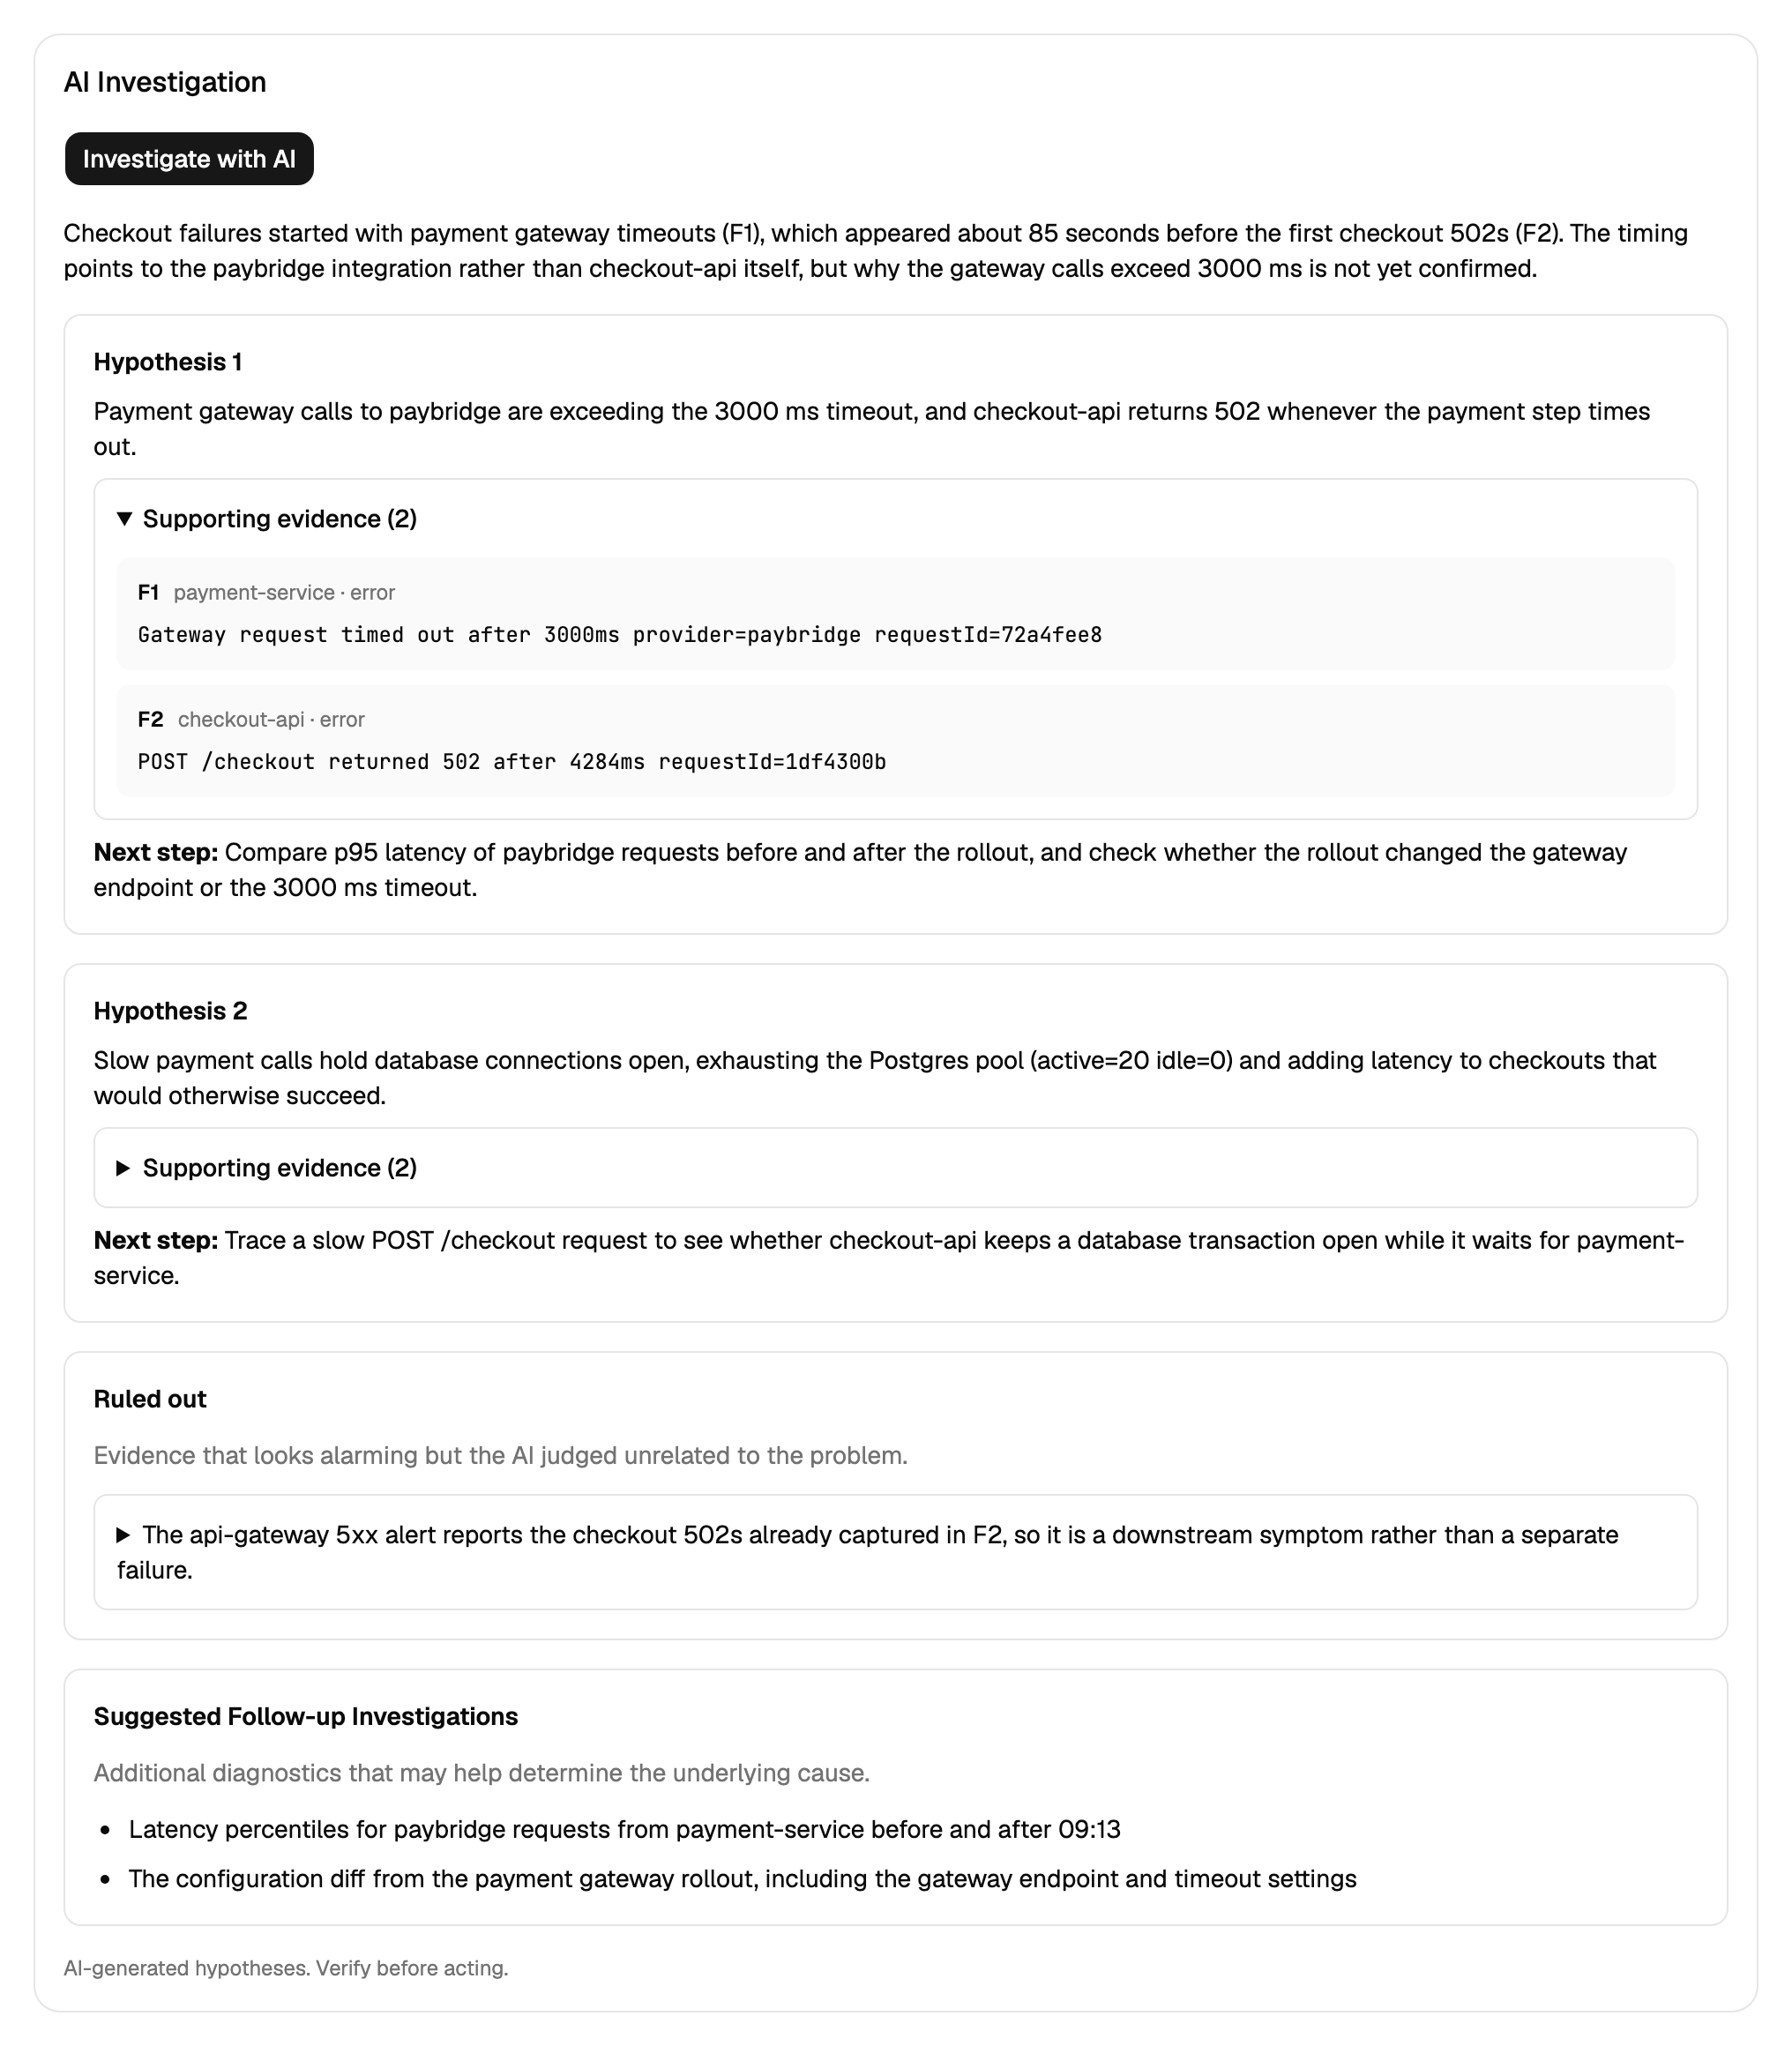 AI Investigation
Investigate with AI
Checkout failures started with payment gateway timeouts (F1), which appeared about 85 seconds before the first checkout 502s (F2). The timing
points to the paybridge integration rather than checkout-api itself, but why the gateway calls exceed 3000 ms is not yet confirmed.
Hypothesis 1
Payment gateway calls to paybridge are exceeding the 3000 ms timeout, and checkout-api returns 502 whenever the payment step times
out.
▼ Supporting evidence (2)
F1 payment-service · error
Gateway request timed out after 3000ms provider=paybridge requestId=72a4fee8
F2 checkout-api · error
POST /checkout returned 502 after 4284ms requestId=1df4300b
Next step: Compare p95 latency of paybridge requests before and after the rollout, and check whether the rollout changed the gateway
endpoint or the 3000 ms timeout.
Hypothesis 2
Slow payment calls hold database connections open, exhausting the Postgres pool (active=20 idle=0) and adding latency to checkouts that
would otherwise succeed.
▶ Supporting evidence (2)
Next step: Trace a slow POST /checkout request to see whether checkout-api keeps a database transaction open while it waits for payment-
service.
Ruled out
Evidence that looks alarming but the AI judged unrelated to the problem.
▶ The api-gateway 5xx alert reports the checkout 502s already captured in F2, so it is a downstream symptom rather than a separate
failure.
Suggested Follow-up Investigations
Additional diagnostics that may help determine the underlying cause.
• Latency percentiles for paybridge requests from payment-service before and after 09:13
• The configuration diff from the payment gateway rollout, including the gateway endpoint and timeout settings
AI-generated hypotheses. Verify before acting.